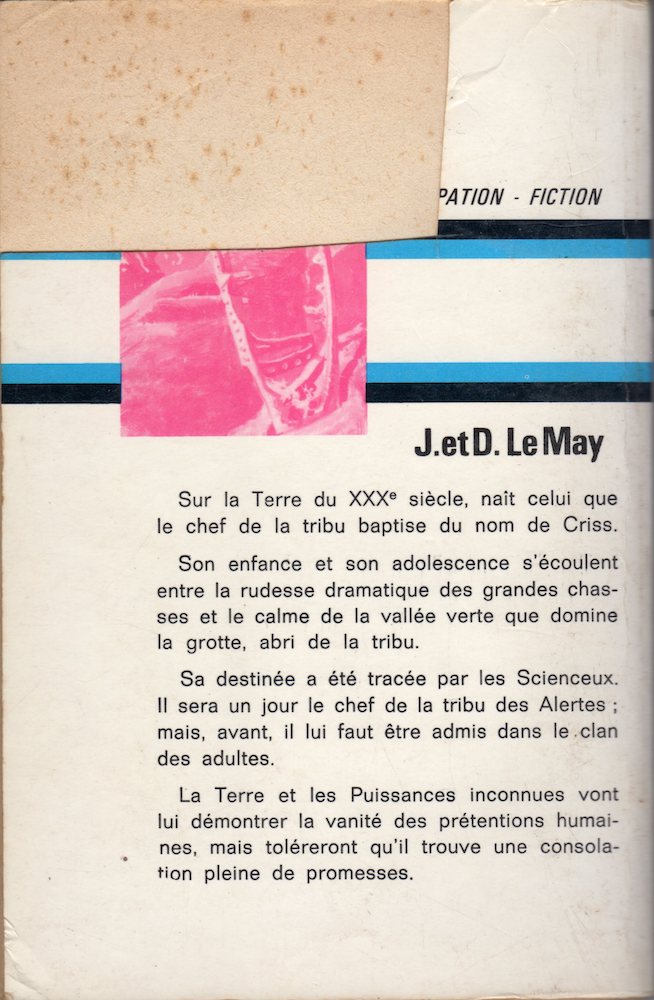 PATION - FICTION
J. et D. Le May
Sur la Terre du XXXe siècle, naît celui que
le chef de la tribu baptise du nom de Criss.
Son enfance et son adolescence s'écoulent
entre la rudesse dramatique des grandes chas-
ses et le calme de la vallée verte que domine
la grotte, abri de la tribu.
Sa destinée a été tracée par les Scienceux.
Il sera un jour le chef de la tribu des Alertes ;
mais, avant, il lui faut être admis dans le clan
des adultes.
La Terre et les Puissances inconnues vont
lui démontrer la vanité des prétentions humai-
nes, mais toléreront qu'il trouve une consola-
tion pleine de promesses.